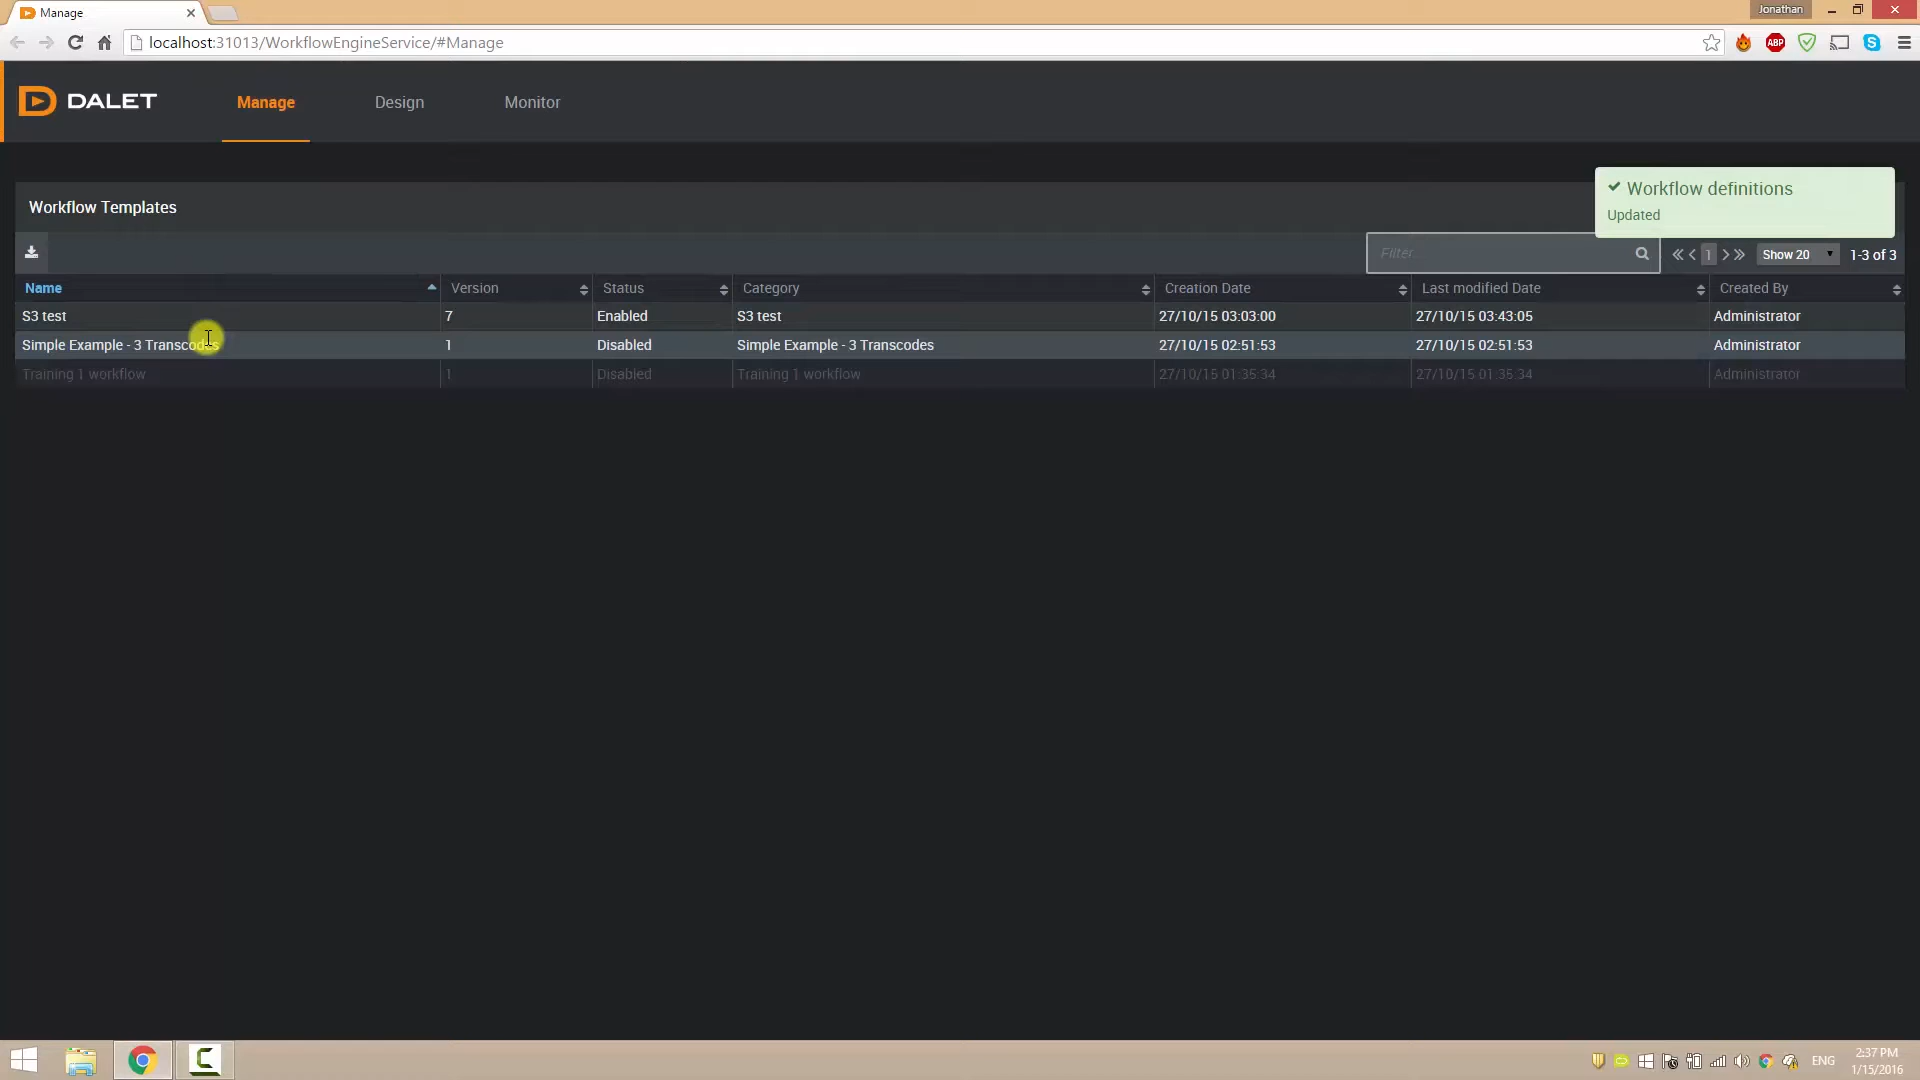 Manage
Jonathan
localhost:31013/WorkflowEngineService/#Manage
ABP
DALET
Manage Design Monitor
Workflow definitions
Updated
Workflow Templates
Filter...
1
Show 20
1-3 of 3
Name Version Status Category Creation Date Last modified Date Created By
S3 test 7 Enabled S3 test 27/10/15 03:03:00 27/10/15 03:43:05 Administrator
Simple Example - 3 Transcodes 1 Disabled Simple Example - 3 Transcodes 27/10/15 02:51:53 27/10/15 02:51:53 Administrator
Training 1 workflow 1 Disabled Training 1 workflow 27/10/15 01:35:34 27/10/15 01:35:34 Administrator
ENG
2:37 PM
1/15/2016